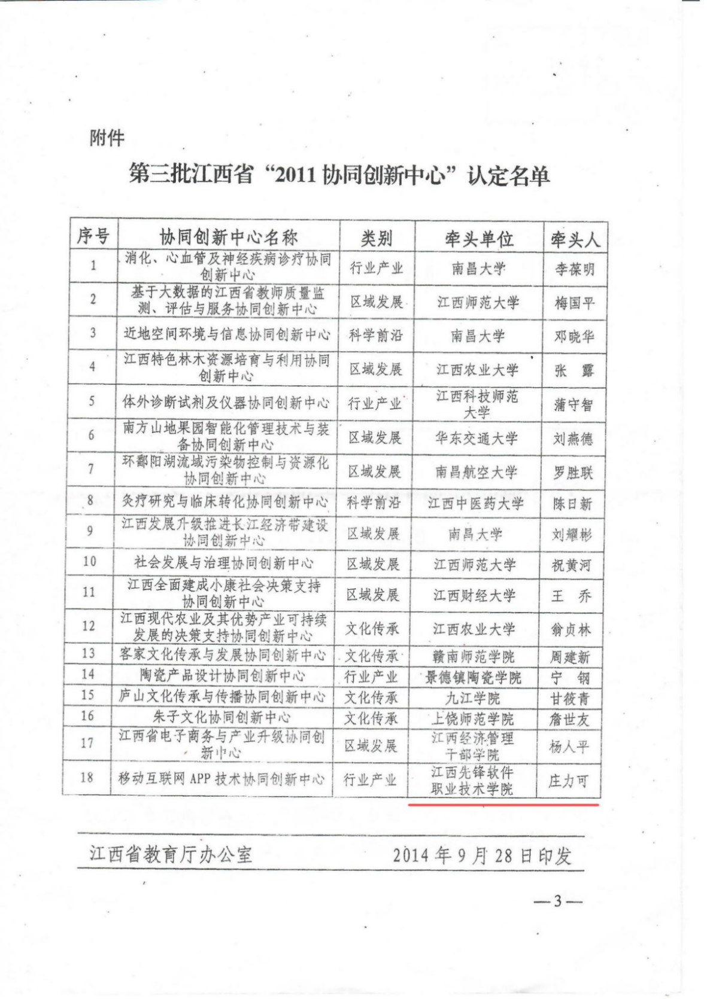 附件
第三批江西省“2011协同创新中心”认定名单
序号 协同创新中心名称 类别 牵头单位 牵头人
1 消化、心血管及神经疾病诊疗协同创新中心 行业产业 南昌大学 李葆明
2 基于大数据的江西省教师质量监测、评估与服务协同创新中心 区域发展 江西师范大学 梅国平
3 近地空间环境与信息协同创新中心 科学前沿 南昌大学 邓晓华
4 江西特色林木资源培育与利用协同创新中心 区域发展 江西农业大学 张 露
5 体外诊断试剂及仪器协同创新中心 行业产业 江西科技师范大学 蒲守智
6 南方山地果园智能化管理技术与装备协同创新中心 区域发展 华东交通大学 刘燕德
7 环鄱阳湖流域污染物控制与资源化协同创新中心 区域发展 南昌航空大学 罗胜联
8 灸疗研究与临床转化协同创新中心 科学前沿 江西中医药大学 陈日新
9 江西发展升级推进长江经济带建设协同创新中心 区域发展 南昌大学 刘耀彬
10 社会发展与治理协同创新中心 区域发展 江西师范大学 祝黄河
11 江西全面建成小康社会决策支持协同创新中心 区域发展 江西财经大学 王 乔
12 江西现代农业及其优势产业可持续发展的决策支持协同创新中心 文化传承 江西农业大学 翁贞林
13 客家文化传承与发展协同创新中心 文化传承 赣南师范学院 周建新
14 陶瓷产品设计协同创新中心 行业产业 景德镇陶瓷学院 宁 钢
15 庐山文化传承与传播协同创新中心 文化传承 九江学院 甘筱青
16 朱子文化协同创新中心 文化传承 上饶师范学院 詹世友
17 江西省电子商务与产业升级协同创新中心 区域发展 江西经济管理干部学院 杨人平
18 移动互联网APP技术协同创新中心 行业产业 江西先锋软件职业技术学院 庄力可
江西省教育厅办公室 2014年9月28日印发
—3—